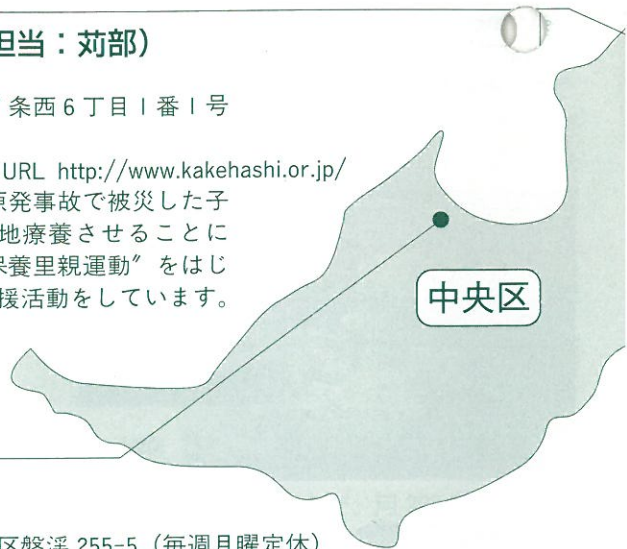 担当：苅部）
条西6丁目1番1号
URL http://www.kakehashi.or.jp/
原発事故で被災した子
地療養させることに
保養里親運動〟をはじ
援活動をしています。
中央区
区盤渓 255-5（毎週月曜定休）